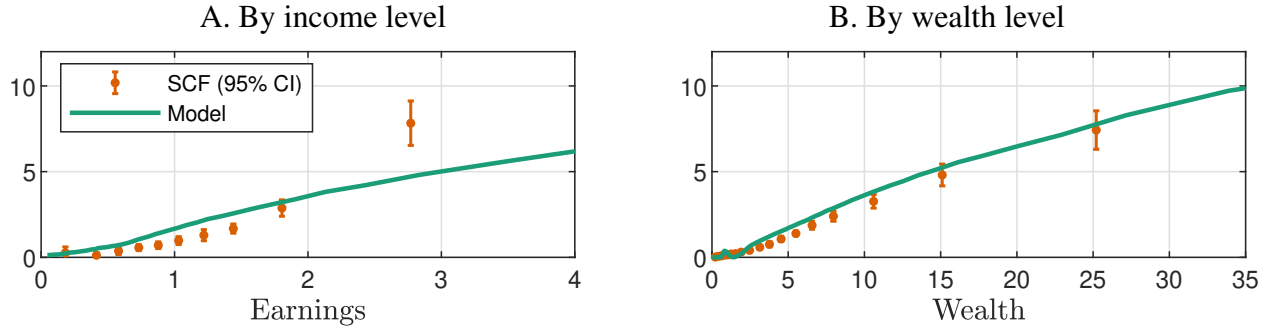 A. By income level
10
5
0
SCF (95% CI)
Model
0 1 2 3 4
Earnings
B. By wealth level
10
5
0
0 5 10 15 20 25 30 35
Wealth